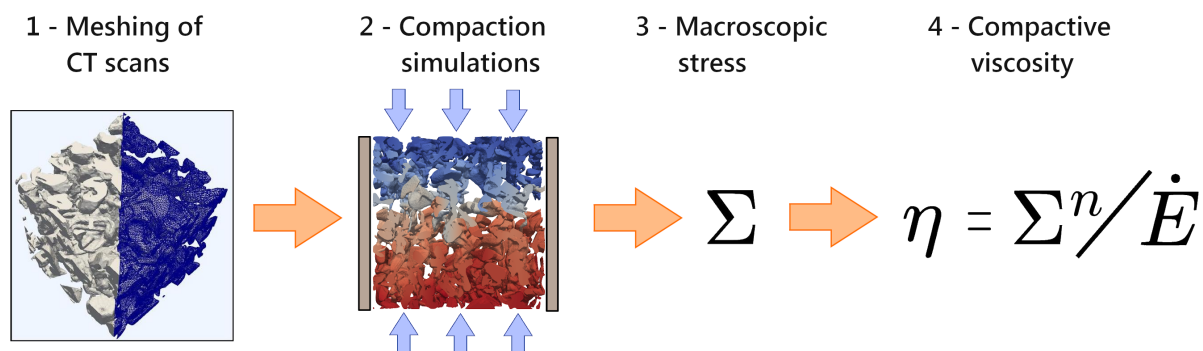 1 - Meshing of
CT scans
2 - Compaction
simulations
3 - Macroscopic
stress
4 - Compactive
viscosity
Σ
η = Σⁿ/Ė